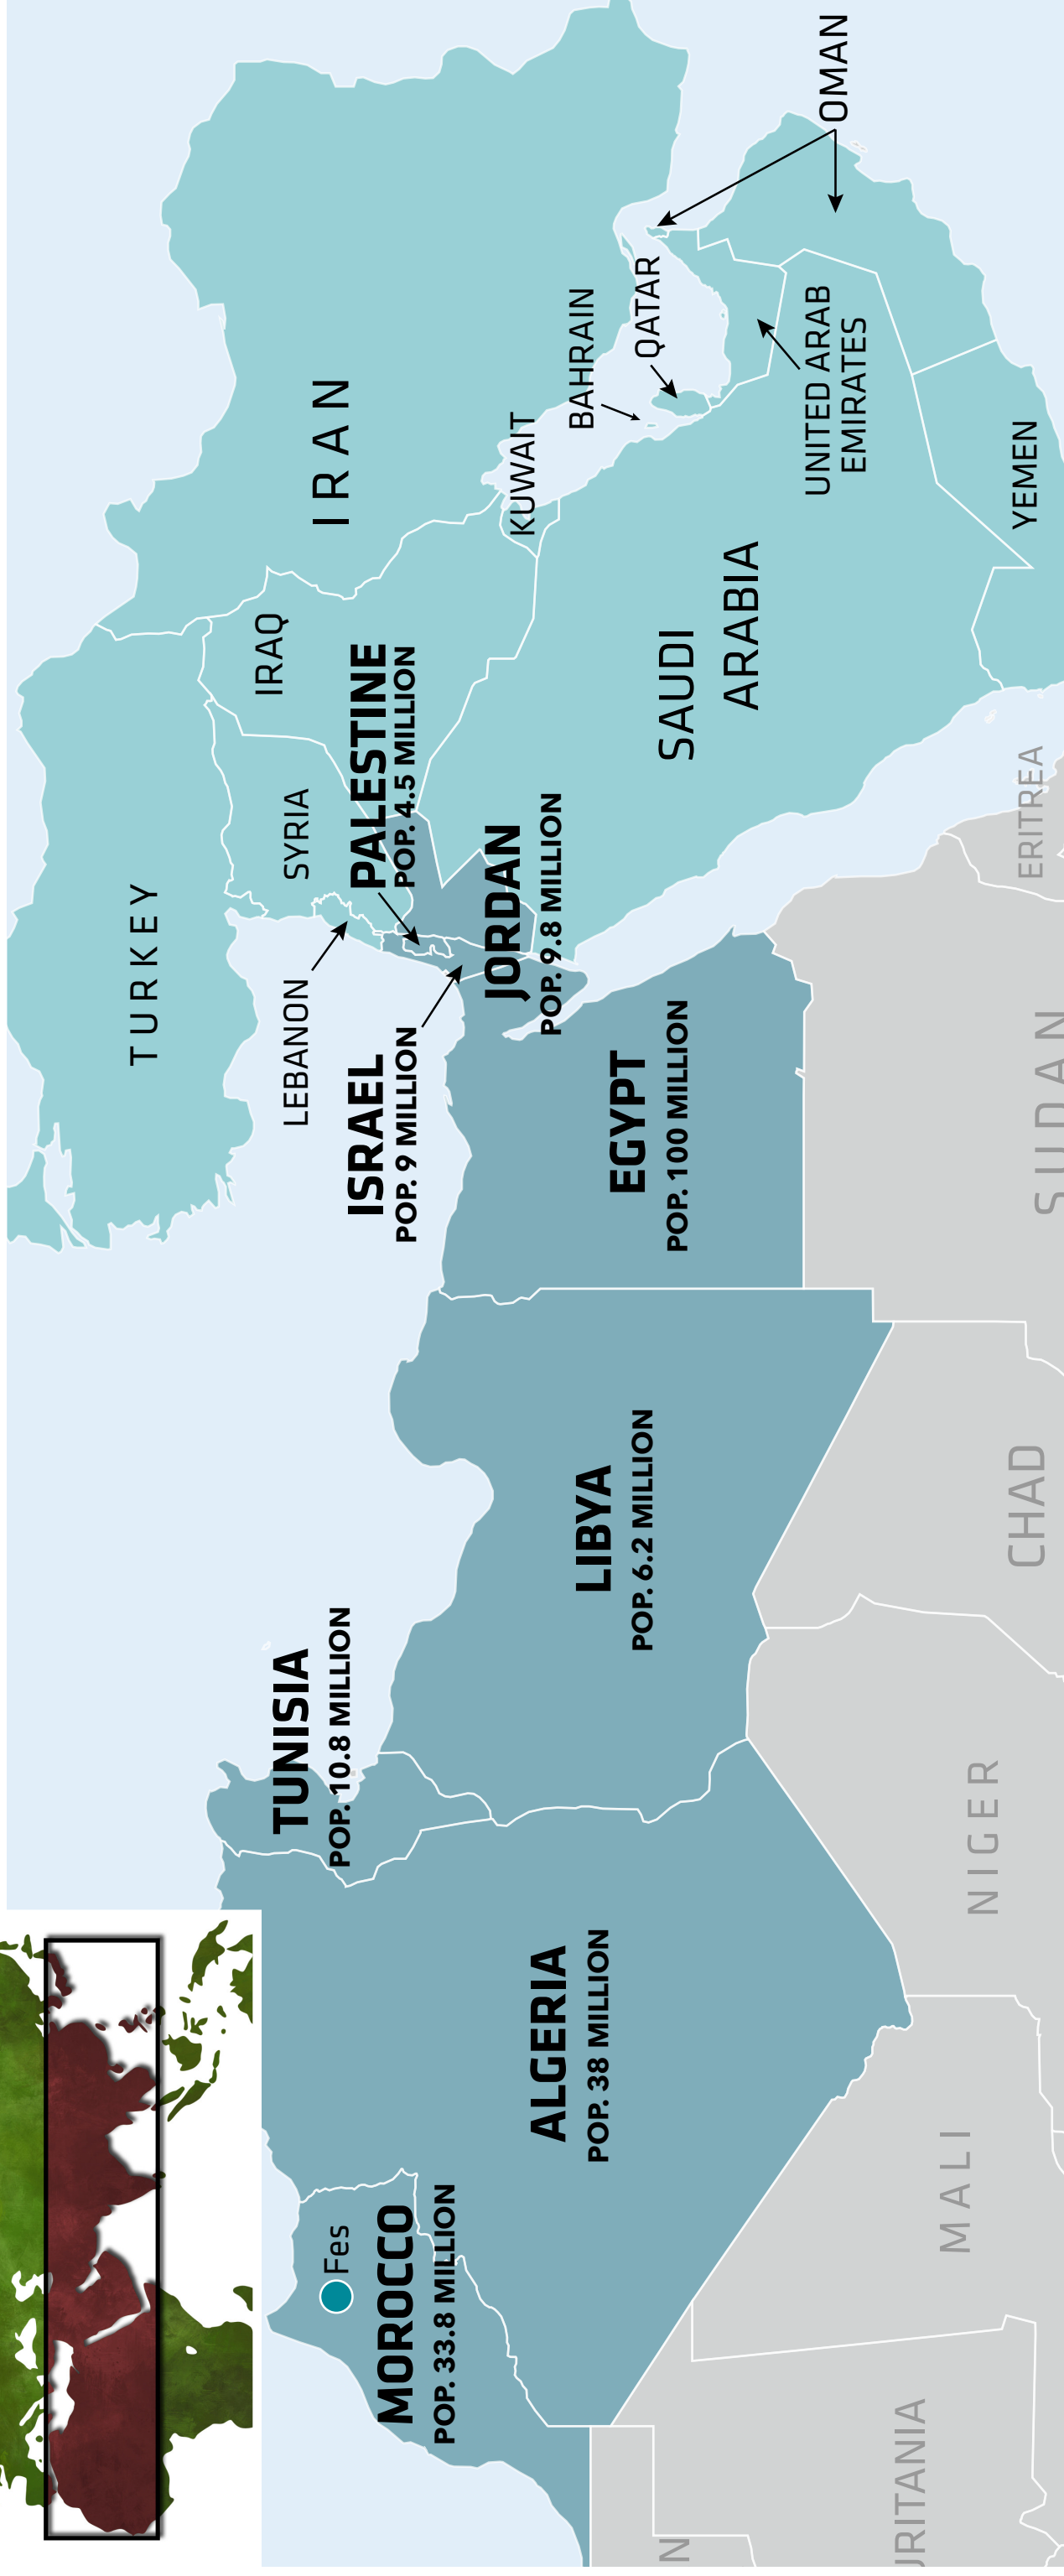 Fes
MOROCCO
POP. 33.8 MILLION
ALGERIA
POP. 38 MILLION
TUNISIA
POP. 10.8 MILLION
LIBYA
POP. 6.2 MILLION
EGYPT
POP. 100 MILLION
ISRAEL
POP. 9 MILLION
PALESTINE
POP. 4.5 MILLION
JORDAN
POP. 9.8 MILLION
LEBANON
TURKEY
SYRIA
IRAQ
IRAN
KUWAIT
BAHRAIN
QATAR
OMAN
UNITED ARAB
EMIRATES
SAUDI
ARABIA
YEMEN
ERITREA
SUDAN
CHAD
NIGER
MALI
URITANIA
N